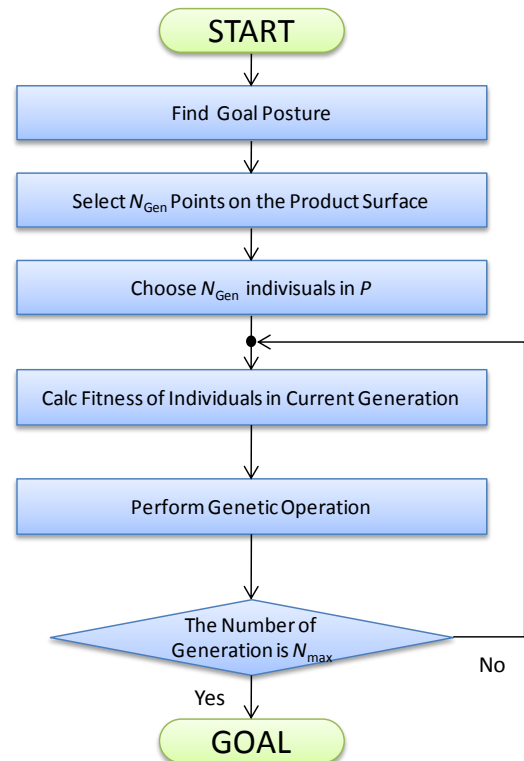 START
Find Goal Posture
Select NGen Points on the Product Surface
Choose NGen indivisuals in P
Calc Fitness of Individuals in Current Generation
Perform Genetic Operation
The Number of
Generation is Nmax
No
Yes
GOAL